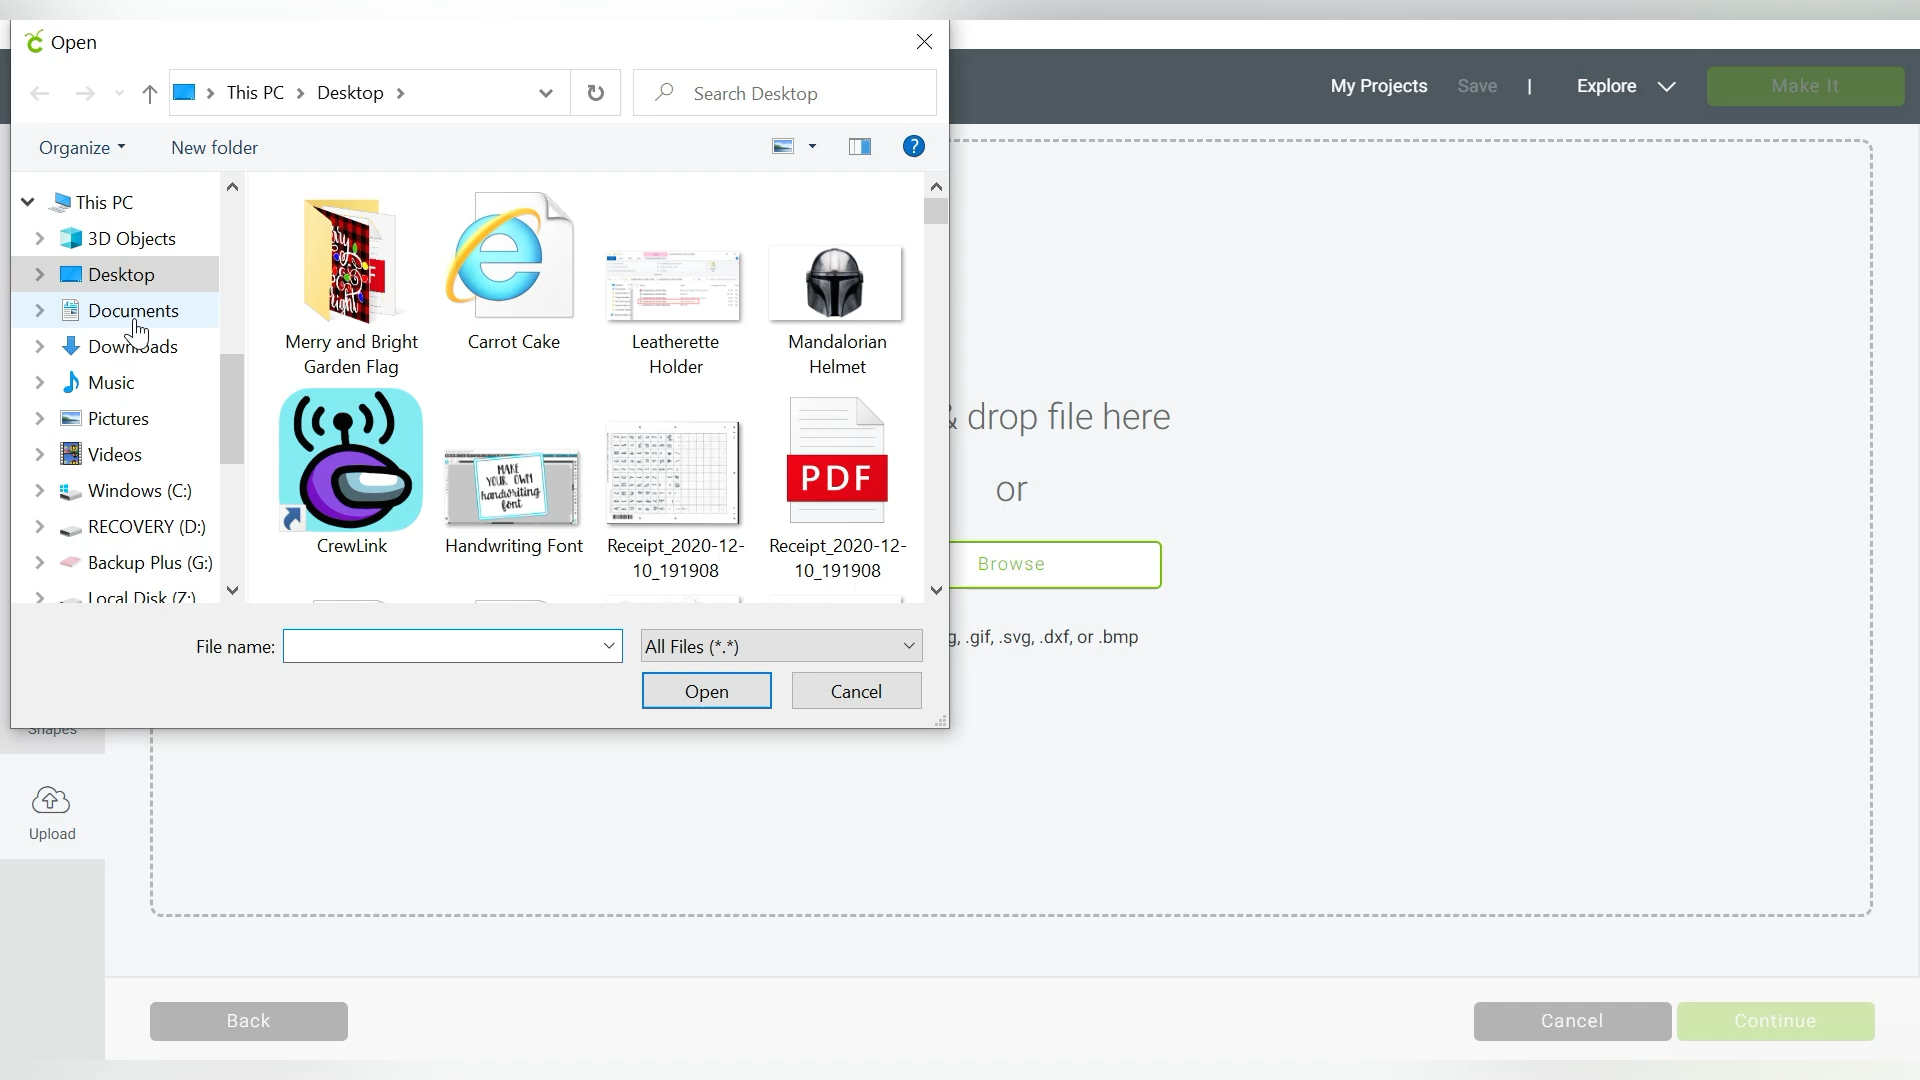 Open
This PC > Desktop >
Search Desktop
My Projects Save | Explore Make It
Organize New folder
This PC
3D Objects
Desktop
Documents
Downloads
Music
Pictures
Videos
Windows (C:)
RECOVERY (D:)
Backup Plus (G:)
Local Disk (Z:)
Merry and Bright
Garden Flag
Carrot Cake
Leatherette
Holder
Mandalorian
Helmet
MAKE
YOUR OWN
handwriting
font
PDF
CrewLink
Handwriting Font
Receipt_2020-12-
10_191908
Receipt_2020-12-
10_191908
File name:
All Files (*.*)
Open Cancel
& drop file here
or
Browse
g, .gif, .svg, .dxf, or .bmp
Shapes
Upload
Back
Cancel
Continue